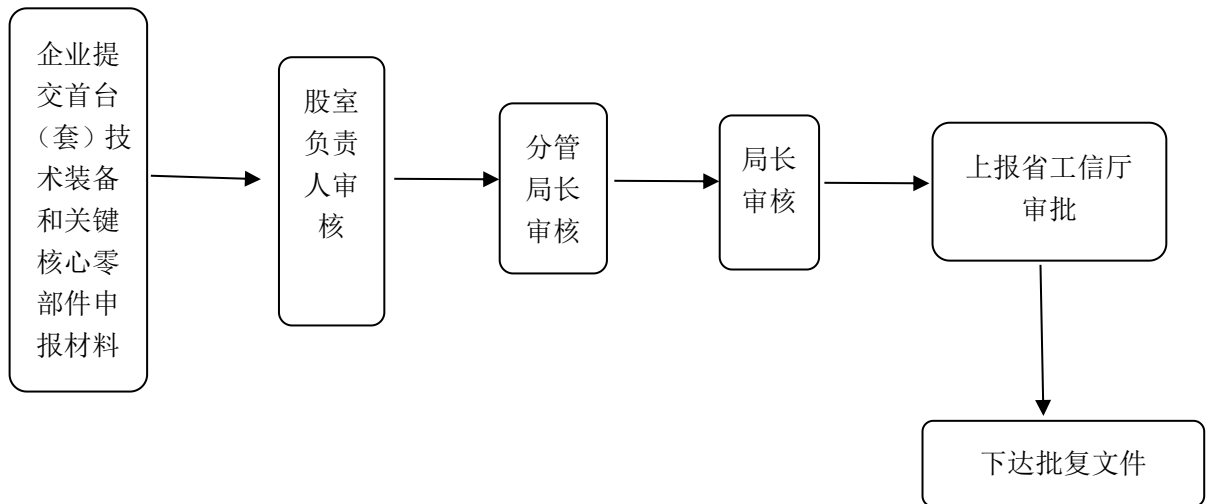 企业提
交首台
（套）技
术装备
和关键
核心零
部件申
报材料
股室
负责
人审
核
分管
局长
审核
局长
审核
上报省工信厅
审批
下达批复文件